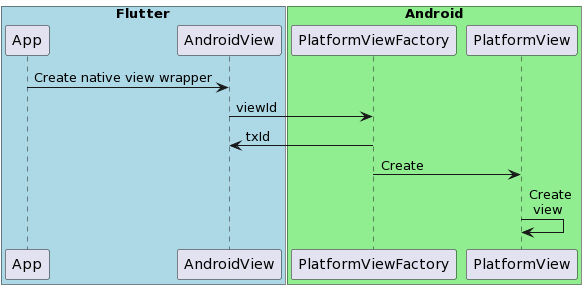 Flutter
Android
App
AndroidView
PlatformViewFactory
PlatformView
Create native view wrapper
viewId
txId
Create
Create
view
App
AndroidView
PlatformViewFactory
PlatformView